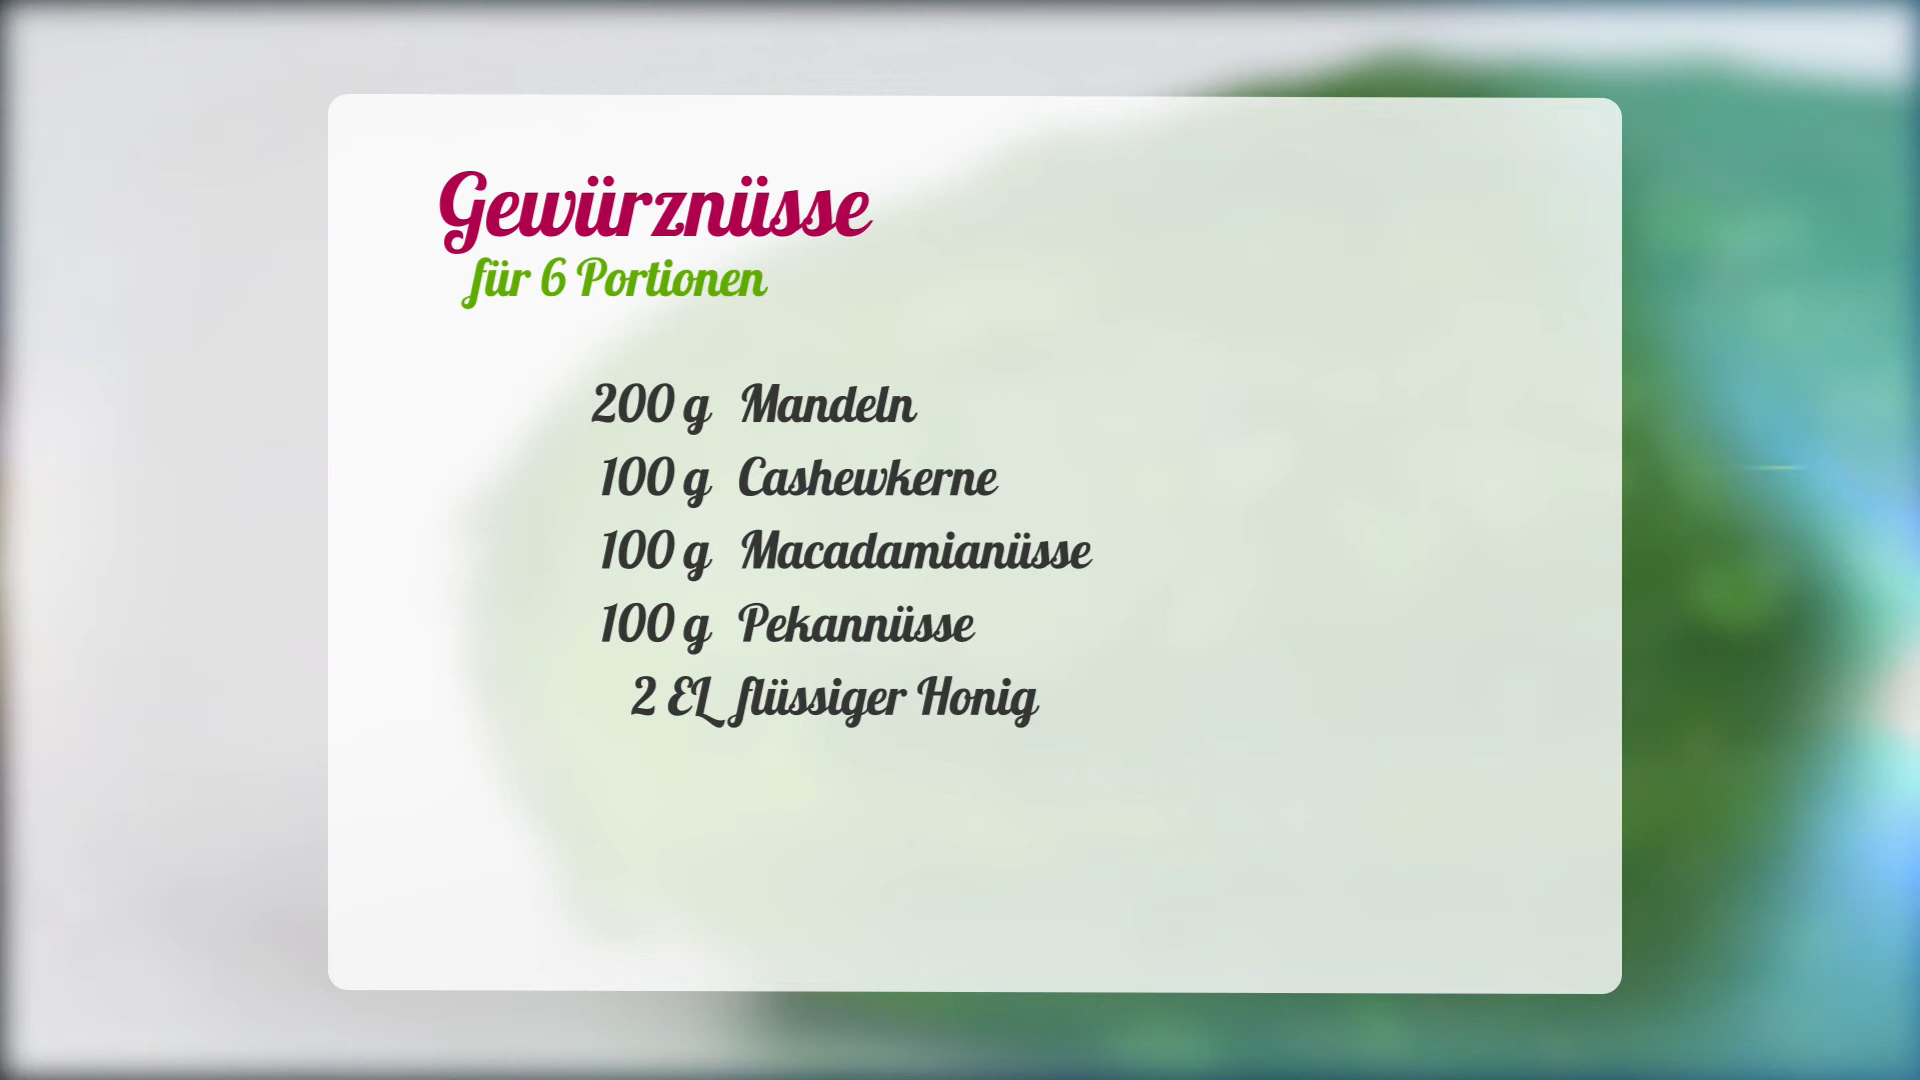 Gewürznüsse
für 6 Portionen
200 g Mandeln
100 g Cashewkerne
100 g Macadamianüsse
100 g Pekannüsse
2 EL flüssiger Honig